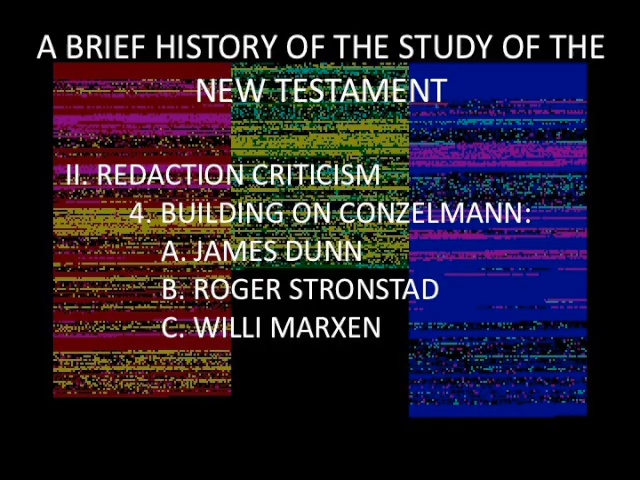 A BRIEF HISTORY OF THE STUDY OF THE
NEW TESTAMENT
II. REDACTION CRITICISM
4. BUILDING ON CONZELMANN:
A. JAMES DUNN
B. ROGER STRONSTAD
C. WILLI MARXEN